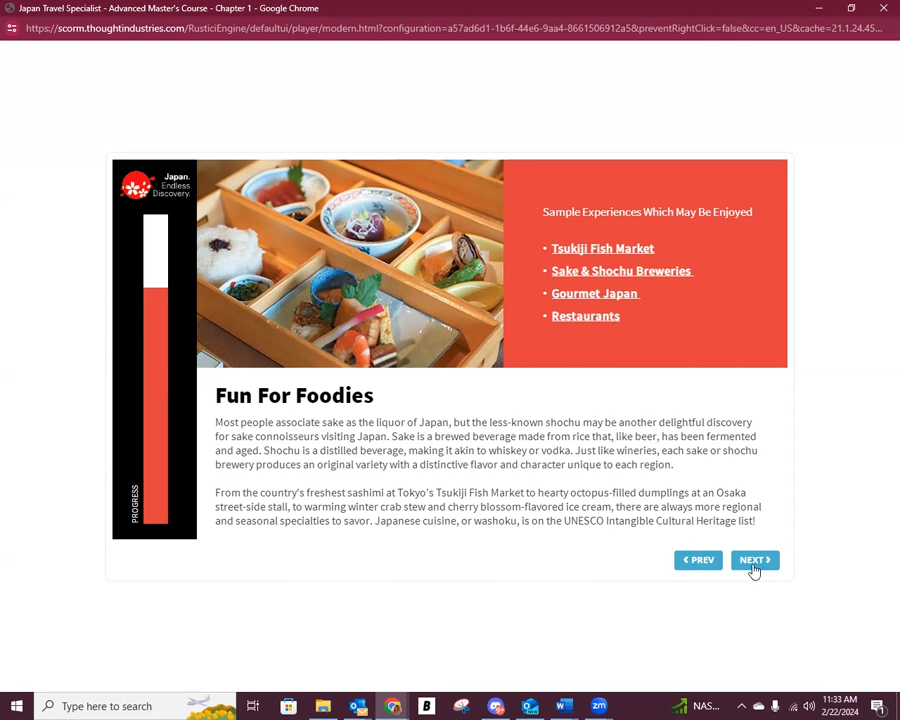 Japan Travel Specialist - Advanced Master's Course - Chapter 1 - Google Chrome
https://scorm.thoughtindustries.com/RusticiEngine/defaultui/player/modern.html?configuration=a57ad6d1-1b6f-44e6-9aa4-8661506912a5&preventRightClick=false&cc=en_US&cache=21.1.24.45...
Japan.
Endless
Discovery.
PROGRESS
Sample Experiences Which May Be Enjoyed
• Tsukiji Fish Market
• Sake & Shochu Breweries
• Gourmet Japan
• Restaurants
Fun For Foodies
Most people associate sake as the liquor of Japan, but the less-known shochu may be another delightful discovery
for sake connoisseurs visiting Japan. Sake is a brewed beverage made from rice that, like beer, has been fermented
and aged. Shochu is a distilled beverage, making it akin to whiskey or vodka. Just like wineries, each sake or shochu
brewery produces an original variety with a distinctive flavor and character unique to each region.
From the country's freshest sashimi at Tokyo's Tsukiji Fish Market to hearty octopus-filled dumplings at an Osaka
street-side stall, to warming winter crab stew and cherry blossom-flavored ice cream, there are always more regional
and seasonal specialties to savor. Japanese cuisine, or washoku, is on the UNESCO Intangible Cultural Heritage list!
PREV
NEXT
Type here to search
B
W
zm
NAS...
11:33 AM
2/22/2024
1